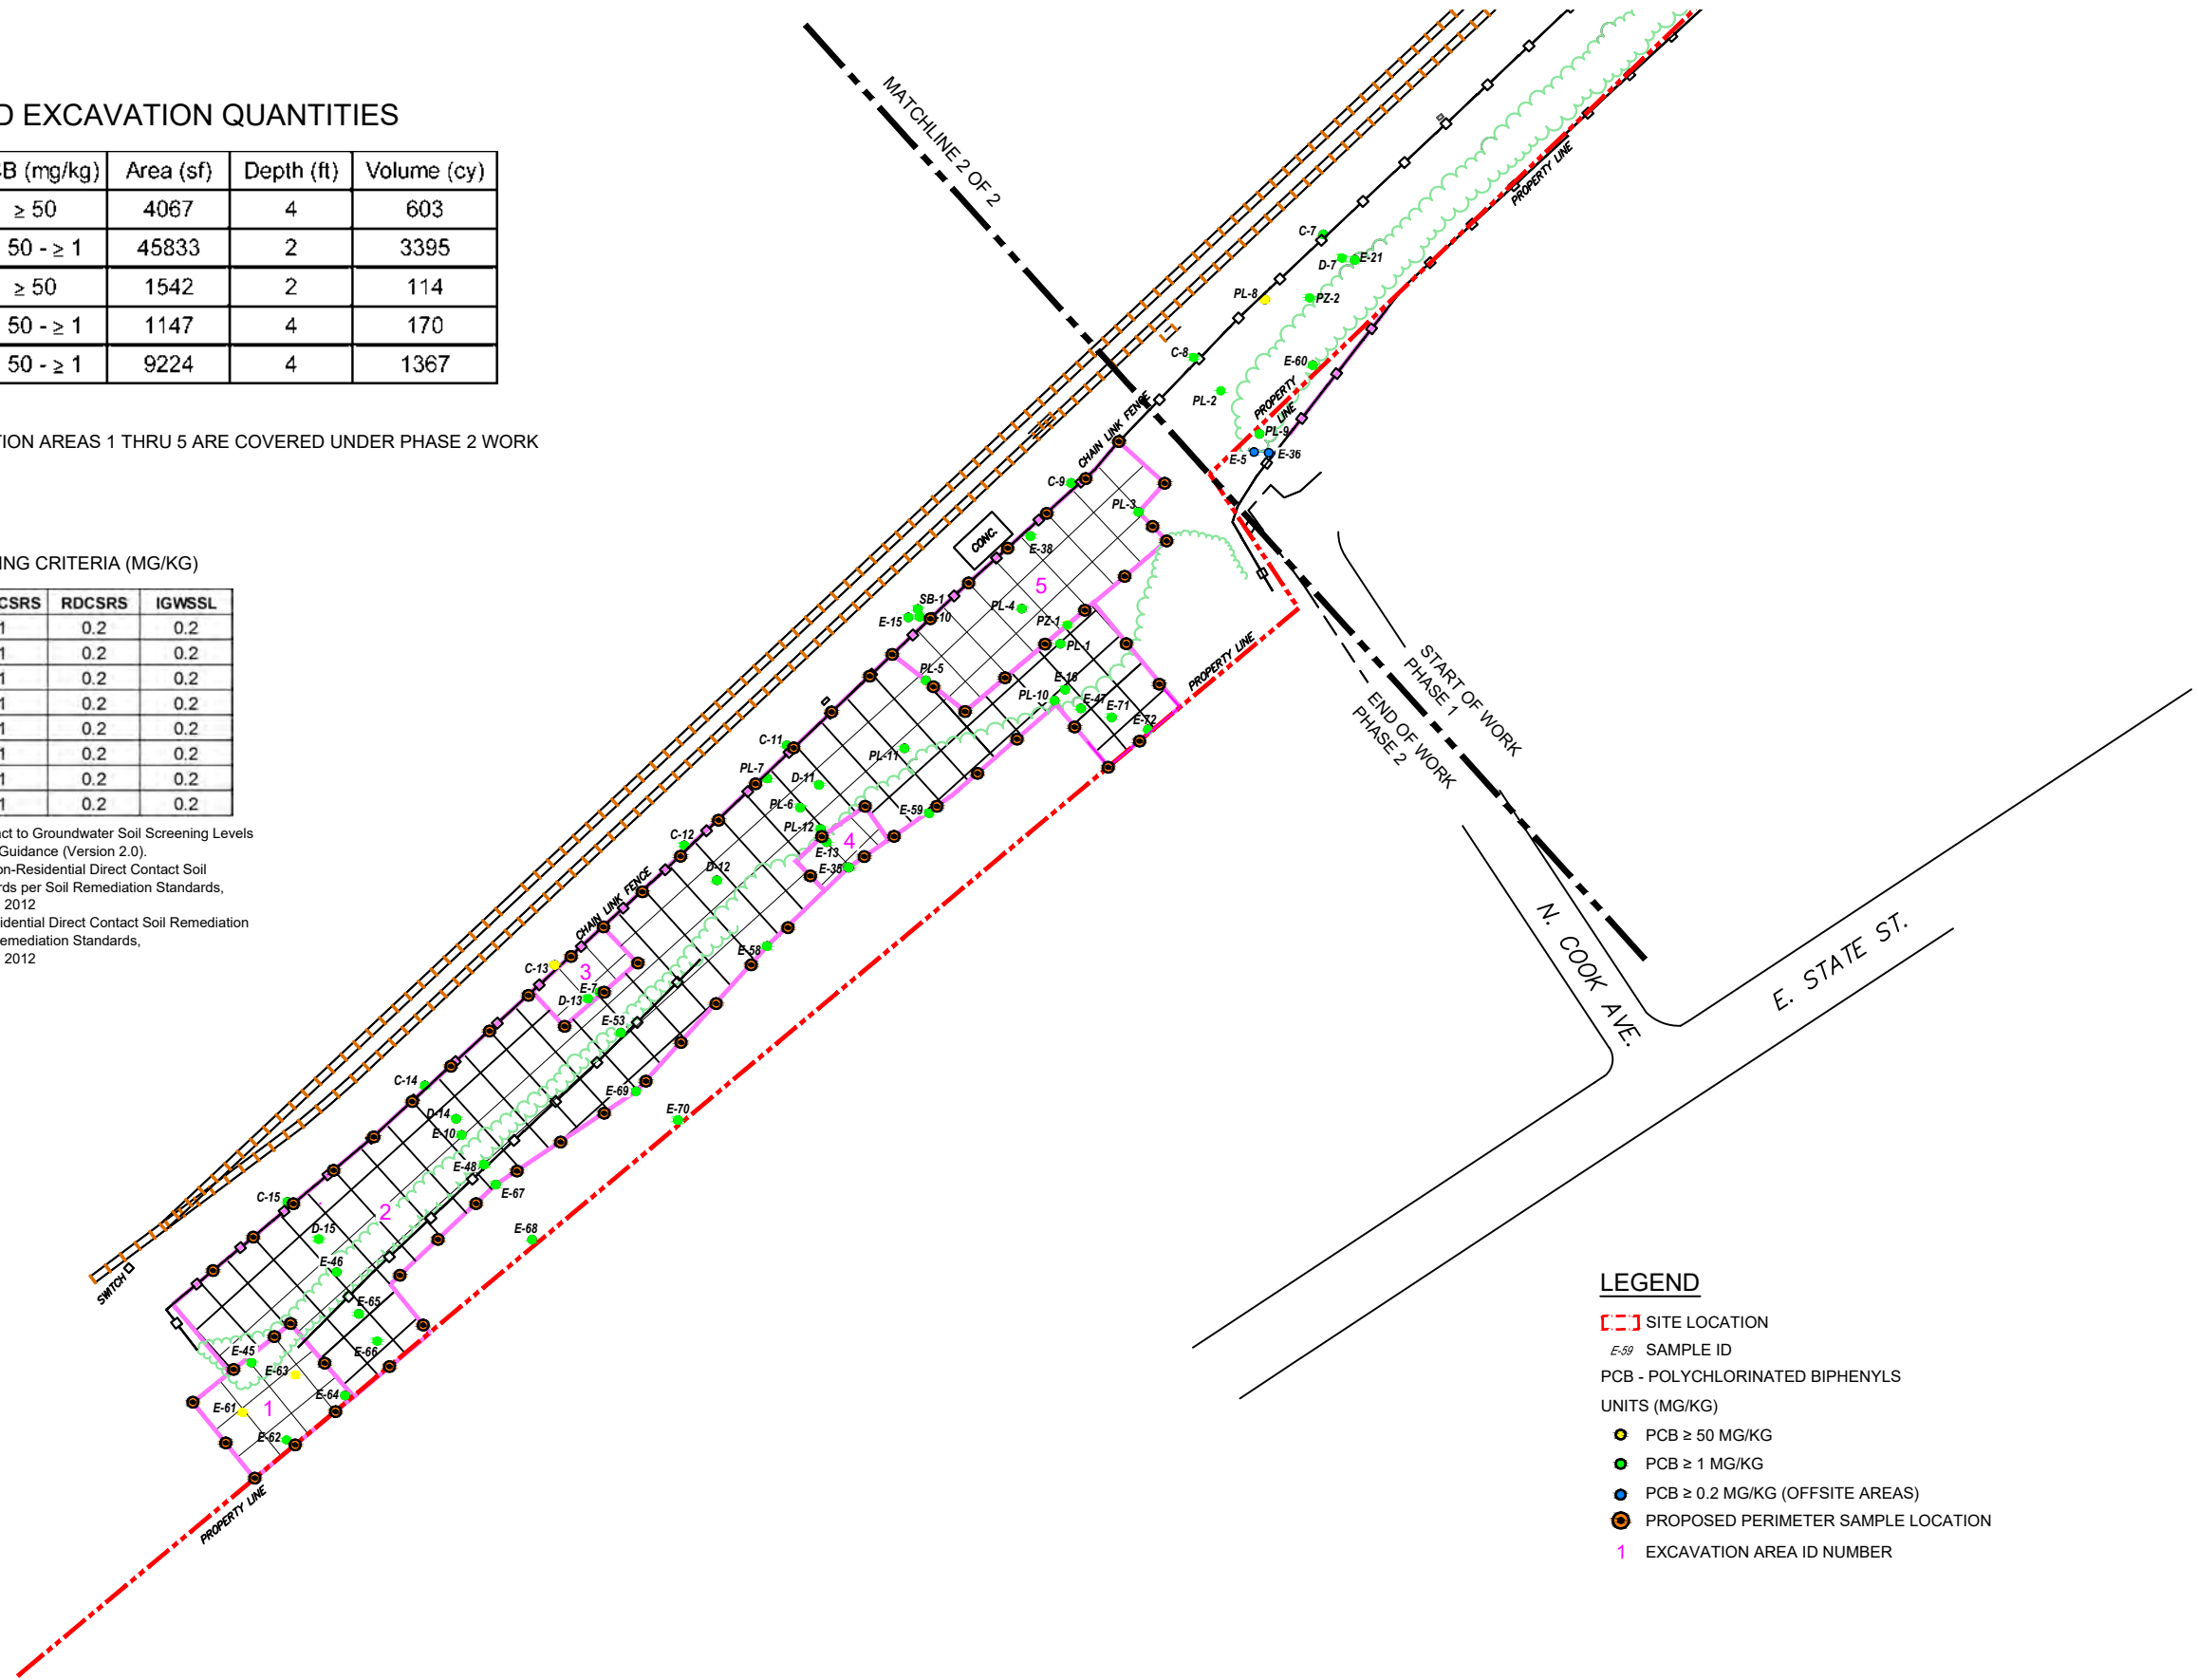 D EXCAVATION QUANTITIES
CB (mg/kg) Area (sf) Depth (ft) Volume (cy)
≥ 50 4067 4 603
50 - ≥ 1 45833 2 3395
≥ 50 1542 2 114
50 - ≥ 1 1147 4 170
50 - ≥ 1 9224 4 1367
TION AREAS 1 THRU 5 ARE COVERED UNDER PHASE 2 WORK
NING CRITERIA (MG/KG)
CSRS RDCSRS IGWSSL
1 0.2 0.2
1 0.2 0.2
1 0.2 0.2
1 0.2 0.2
1 0.2 0.2
1 0.2 0.2
1 0.2 0.2
1 0.2 0.2
act to Groundwater Soil Screening Levels
Guidance (Version 2.0).
on-Residential Direct Contact Soil
rds per Soil Remediation Standards,
2012
sidential Direct Contact Soil Remediation
emediation Standards,
2012
MATCHLINE 2 OF 2
PROPERTY LINE
C-7
D-7
E-21
PL-8
PZ-2
C-8
E-60
PL-2
PROPERTY
LINE
PL-9
E-5
E-36
CHAIN LINK FENCE
C-9
PL-3
CONC.
E-38
5
SB-1
E-15
10
PL-4
PZ-1
PL-1
PL-5
E-16
PL-10
E-47
E-71
E-72
PROPERTY LINE
START OF WORK
PHASE 1
END OF WORK
PHASE 2
C-11
PL-11
PL-7
D-11
PL-6
E-59
PL-12
4
E-13
E-35
C-12
D-12
CHAIN LINK FENCE
E-58
C-13
3
E-7
D-13
E-53
N. COOK AVE.
E. STATE ST.
C-14
E-69
E-70
D-14
E-10
E-48
E-67
C-15
2
D-15
E-68
E-46
SWITCH
E-65
E-66
E-45
E-63
E-64
E-61
1
E-62
PROPERTY LINE
LEGEND
SITE LOCATION
E-59 SAMPLE ID
PCB - POLYCHLORINATED BIPHENYLS
UNITS (MG/KG)
PCB ≥ 50 MG/KG
PCB ≥ 1 MG/KG
PCB ≥ 0.2 MG/KG (OFFSITE AREAS)
PROPOSED PERIMETER SAMPLE LOCATION
1 EXCAVATION AREA ID NUMBER